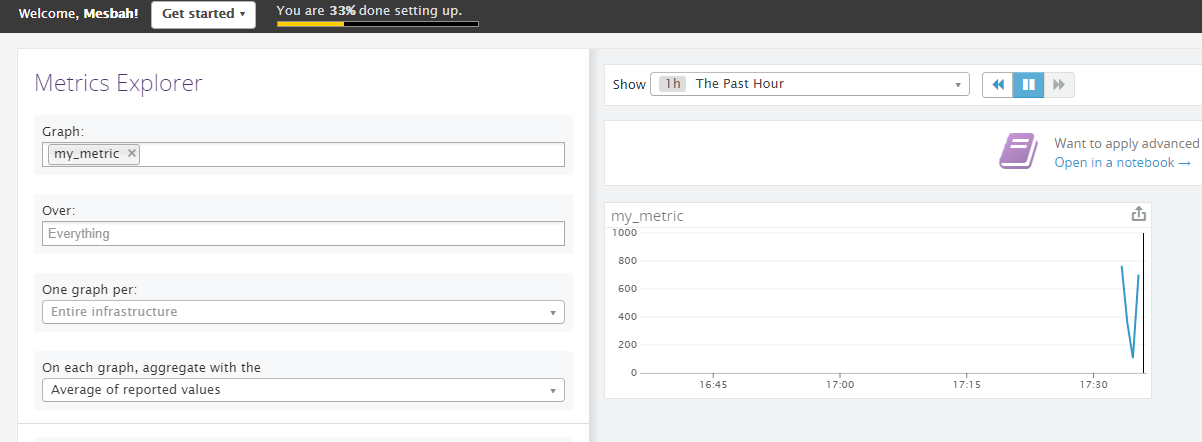 Welcome, Mesbah!
Get started
You are 33% done setting up.
Metrics Explorer
Graph:
my_metric ×
Over:
Everything
One graph per:
Entire infrastructure
On each graph, aggregate with the
Average of reported values
Show
1h The Past Hour
Want to apply advanced
Open in a notebook →
my_metric
1000
800
600
400
200
0
16:45 17:00 17:15 17:30